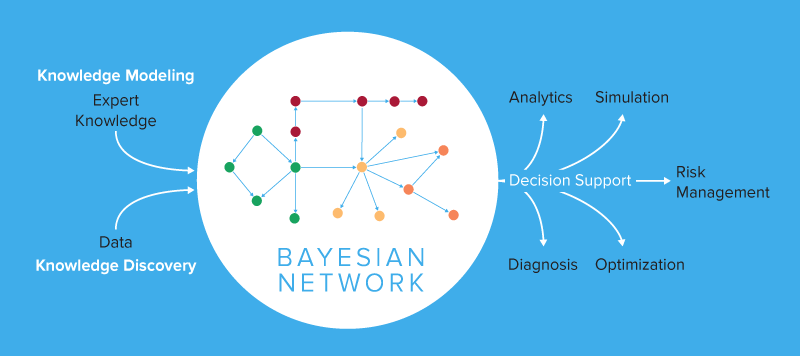 Knowledge Modeling
Expert
Knowledge
Data
Knowledge Discovery
BAYESIAN
NETWORK
Analytics
Simulation
Decision Support
Risk
Management
Diagnosis
Optimization